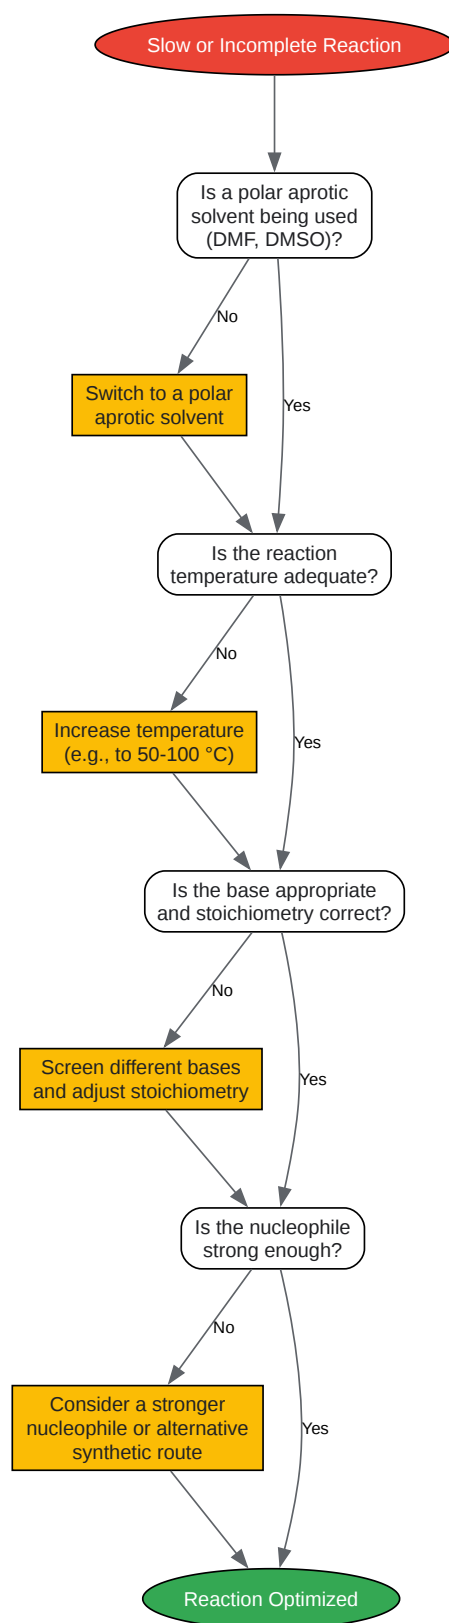 Slow or Incomplete Reaction
Is a polar aprotic
solvent being used
(DMF, DMSO)?
No
Switch to a polar
aprotic solvent
Yes
Is the reaction
temperature adequate?
No
Increase temperature
(e.g., to 50-100 °C)
Yes
Is the base appropriate
and stoichiometry correct?
No
Screen different bases
and adjust stoichiometry
Yes
Is the nucleophile
strong enough?
No
Consider a stronger
nucleophile or alternative
synthetic route
Yes
Reaction Optimized